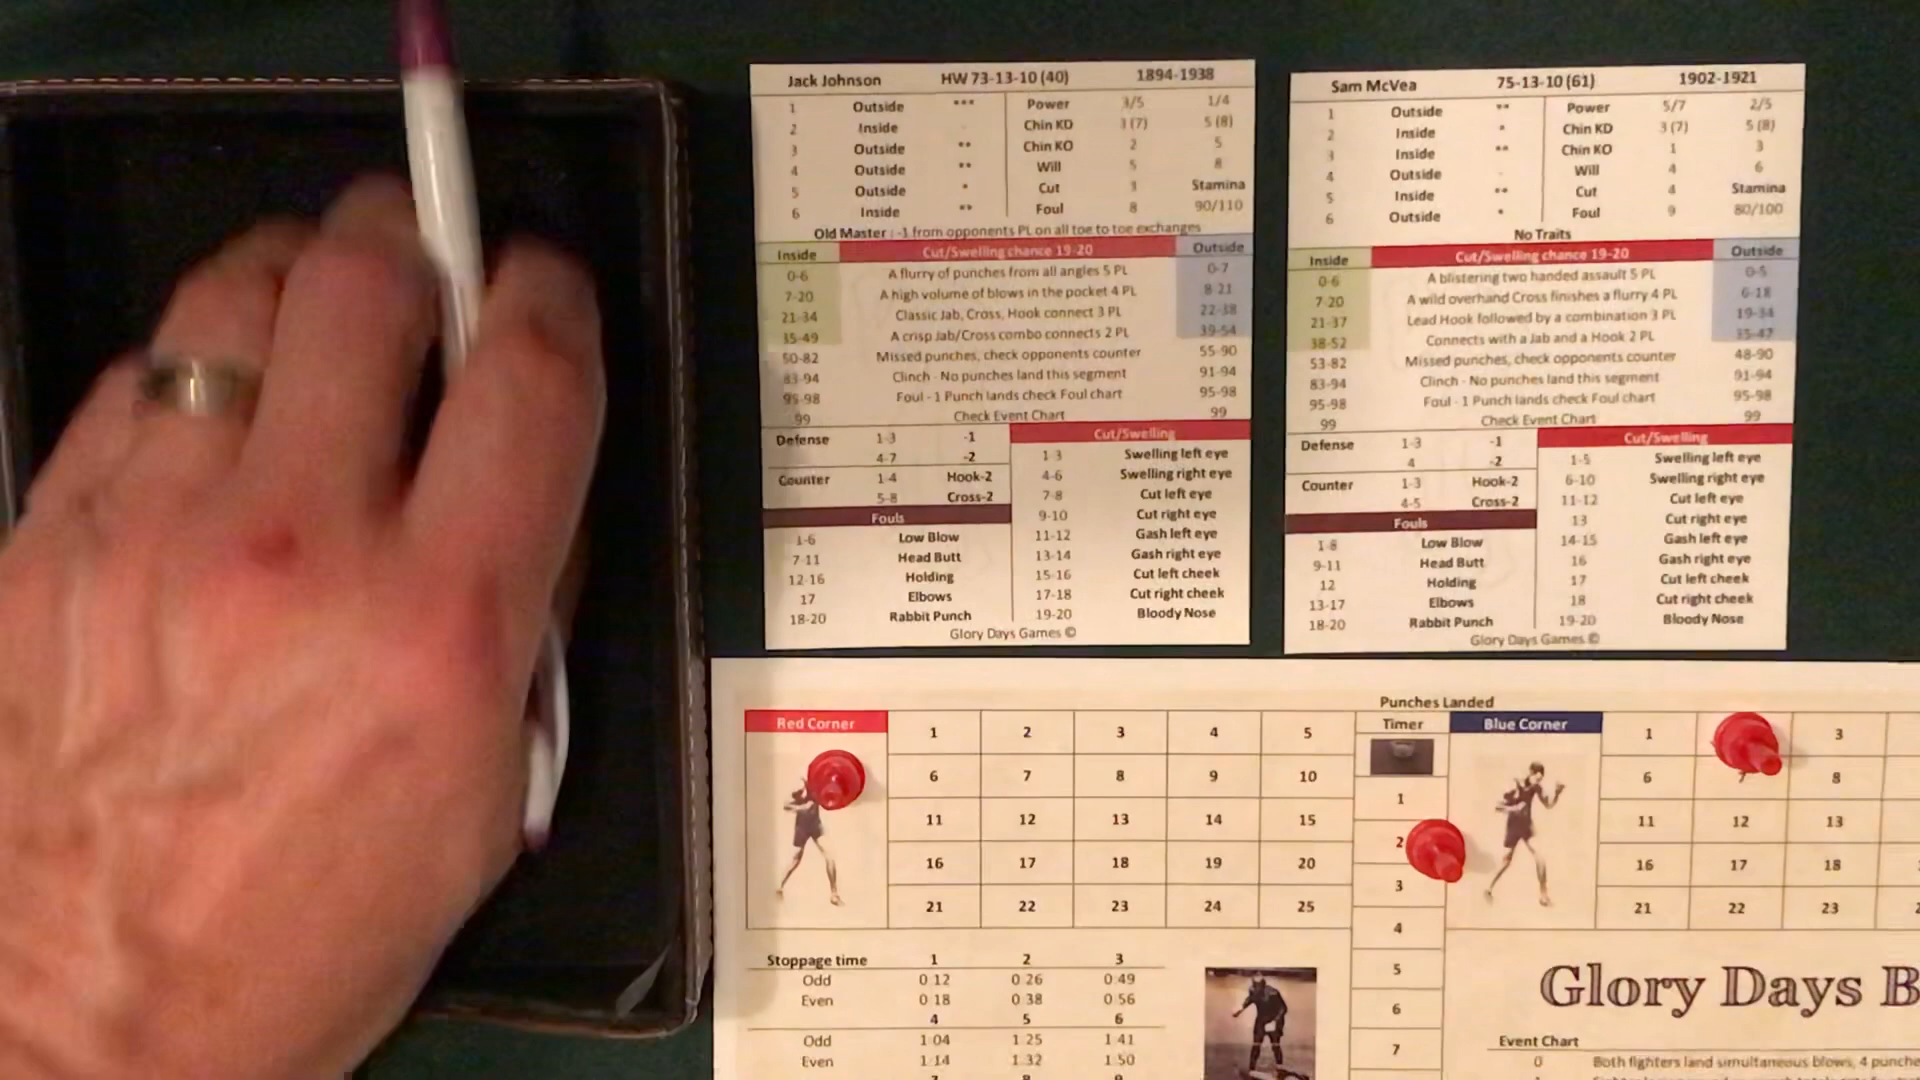 Jack Johnson HW 73-13-10 (40) 1894-1938
1 Outside *** Power 3/5 1/4
2 Inside - Chin KD 3 (7) 5 (8)
3 Outside ** Chin KO 2 5
4 Outside ** Will 5 8
5 Outside * Cut 3 Stamina
6 Inside ** Foul 8 90/110
Old Master : -1 from opponents PL on all toe to toe exchanges
Inside Cut/Swelling chance 19-20 Outside
0-6 A flurry of punches from all angles 5 PL 0-7
7-20 A high volume of blows in the pocket 4 PL 8-21
21-34 Classic Jab, Cross, Hook connect 3 PL 22-38
35-49 A crisp Jab/Cross combo connects 2 PL 39-54
50-82 Missed punches, check opponents counter 55-90
83-94 Clinch - No punches land this segment 91-94
95-98 Foul - 1 Punch lands check Foul chart 95-98
99 Check Event Chart 99
Defense 1-3 -1
4-7 -2
Counter 1-4 Hook-2
5-8 Cross-2
Fouls
1-6 Low Blow
7-11 Head Butt
12-16 Holding
17 Elbows
18-20 Rabbit Punch
Cut/Swelling
1-3 Swelling left eye
4-6 Swelling right eye
7-8 Cut left eye
9-10 Cut right eye
11-12 Gash left eye
13-14 Gash right eye
15-16 Cut left cheek
17-18 Cut right cheek
19-20 Bloody Nose
Glory Days Games ©
Sam McVea 75-13-10 (61) 1902-1921
1 Outside ** Power 5/7 2/5
2 Inside * Chin KD 3 (7) 5 (8)
3 Inside ** Chin KO 1 3
4 Outside - Will 4 6
5 Inside ** Cut 4 Stamina
6 Outside * Foul 9 80/100
No Traits
Inside Cut/Swelling chance 19-20 Outside
0-6 A blistering two handed assault 5 PL 0-5
7-20 A wild overhand Cross finishes a flurry 4 PL 6-18
21-37 Lead Hook followed by a combination 3 PL 19-34
38-52 Connects with a Jab and a Hook 2 PL 35-47
53-82 Missed punches, check opponents counter 48-90
83-94 Clinch - No punches land this segment 91-94
95-98 Foul - 1 Punch lands check Foul chart 95-98
99 Check Event Chart 99
Defense 1-3 -1
4 -2
Counter 1-3 Hook-2
4-5 Cross-2
Fouls
1-8 Low Blow
9-11 Head Butt
12 Holding
13-17 Elbows
18-20 Rabbit Punch
Cut/Swelling
1-5 Swelling left eye
6-10 Swelling right eye
11-12 Cut left eye
13 Cut right eye
14-15 Gash left eye
16 Gash right eye
17 Cut left cheek
18 Cut right cheek
19-20 Bloody Nose
Glory Days Games ©
Punches Landed
Red Corner 1 2 3 4 5
6 7 8 9 10
11 12 13 14 15
16 17 18 19 20
21 22 23 24 25
Timer
1
2
3
4
5
6
7
Blue Corner 1 3
6 7 8
11 12 13
16 17 18
21 22 23
Stoppage time 1 2 3
Odd 0 12 0 26 0:49
Even 0 18 0 38 0 56
4 5 6
Odd 1 04 1 25 1 41
Even 1 14 1 32 1 50
Glory Days B
Event Chart
0 Both fighters land simultaneous blows, 4 punche